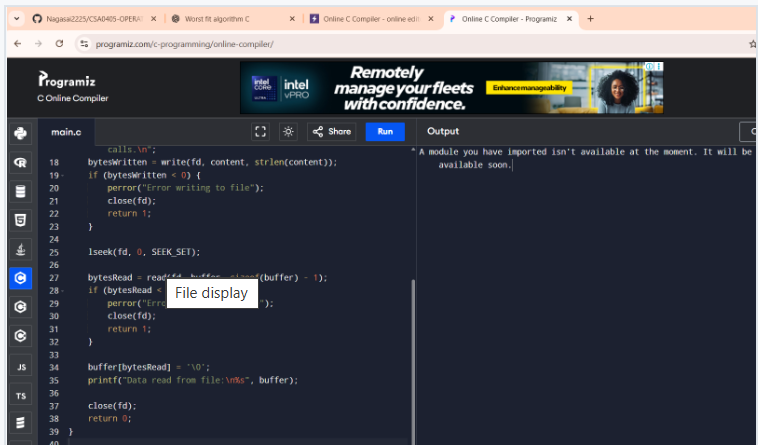 Nagasai2225/CSA0405-OPERAT
Worst fit algorithm C
Online C Compiler - online edit
Online C Compiler - Programiz
programiz.com/c-programming/online-compiler/
Programiz
C Online Compiler
intel CORE ULTRA
intel vPRO
Remotely
manage your fleets
with confidence.
Enhance manageability
main.c
Share
Run
Output
calls.\n";
18 bytesWritten = write(fd, content, strlen(content));
19 if (bytesWritten < 0) {
20 perror("Error writing to file");
21 close(fd);
22 return 1;
23 }
24
25 lseek(fd, 0, SEEK_SET);
26
27 bytesRead = read(fd, buffer, sizeof(buffer) - 1);
28 if (bytesRead <
29 perror("Erro ");
30 close(fd);
31 return 1;
32 }
33
34 buffer[bytesRead] = '\0';
35 printf("Data read from file:\n%s", buffer);
36
37 close(fd);
38 return 0;
39 }
40
File display
A module you have imported isn't available at the moment. It will be
available soon.
JS
TS